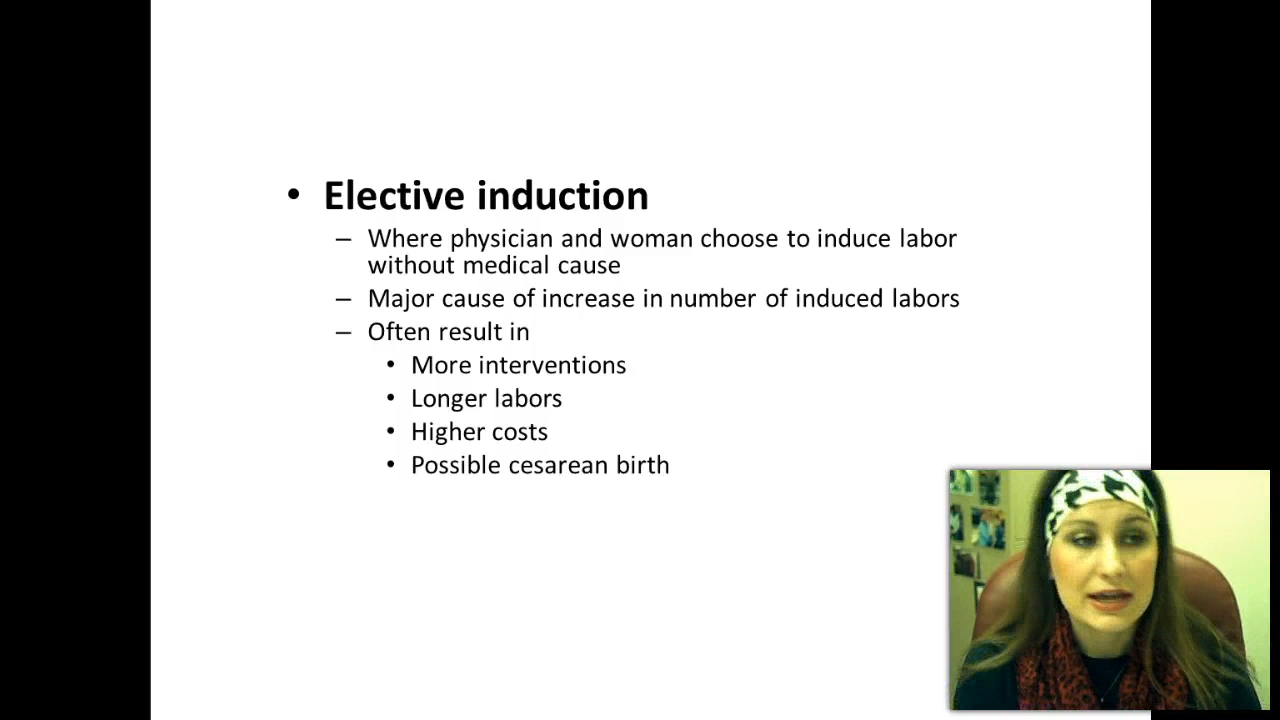 • Elective induction
– Where physician and woman choose to induce labor
without medical cause
– Major cause of increase in number of induced labors
– Often result in
• More interventions
• Longer labors
• Higher costs
• Possible cesarean birth